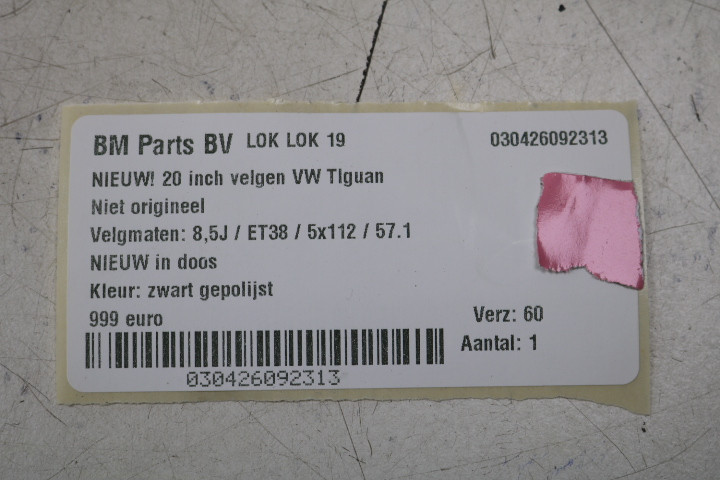 BM Parts BV LOK LOK 19 030426092313
NIEUW! 20 inch velgen VW Tiguan
Niet origineel
Velgmaten: 8,5J / ET38 / 5x112 / 57.1
NIEUW in doos
Kleur: zwart gepolijst
999 euro Verz: 60
Aantal: 1
030426092313